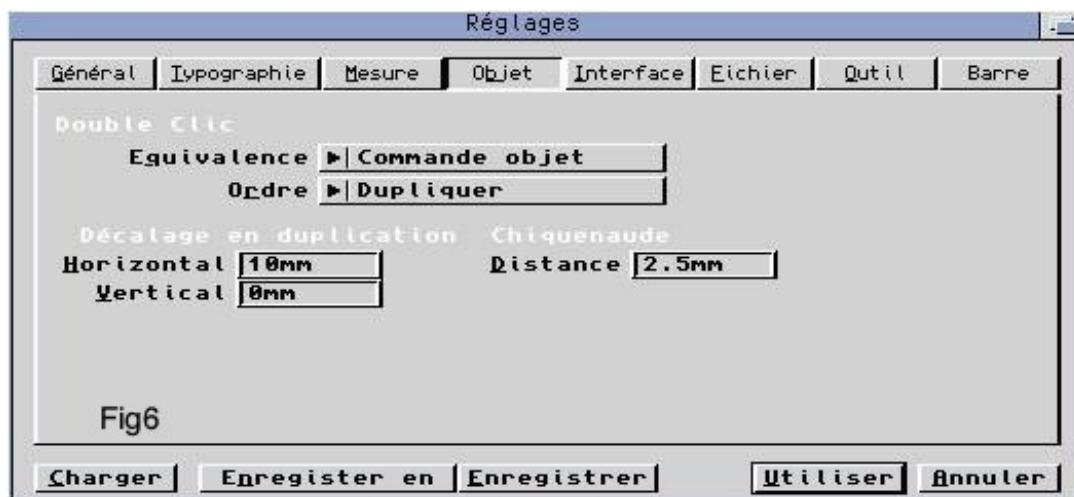 Réglages
Général Typographie Mesure Objet Interface Fichier Outil Barre
Double Clic
Equivalence Commande objet
Ordre Dupliquer
Décalage en duplication Chiquenaude
Horizontal 10mm Distance 2.5mm
Vertical 0mm
Fig6
Charger Enregister en Enregistrer Utiliser Annuler